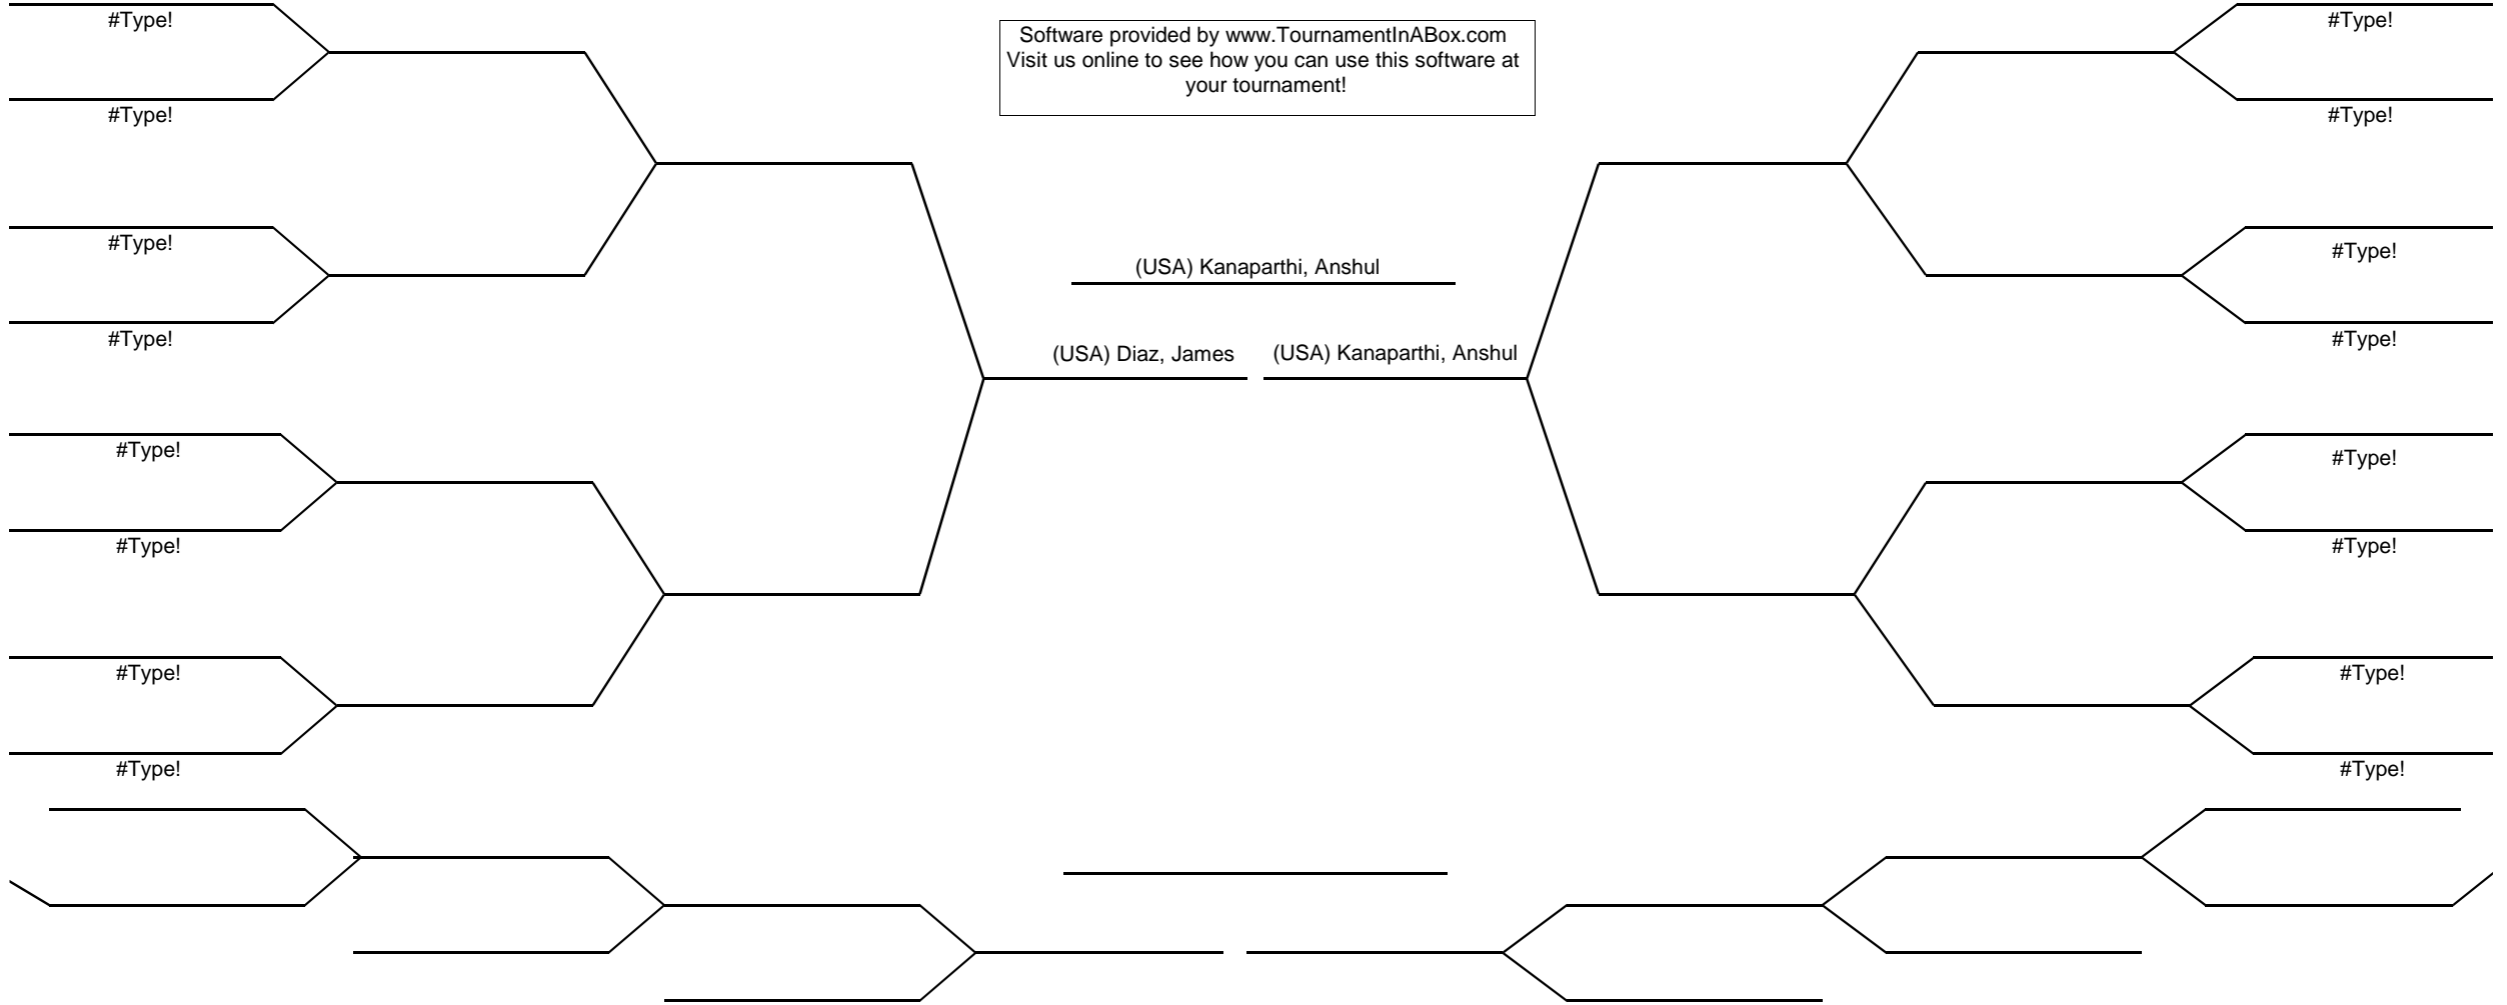 #Type!
#Type!
Software provided by www.TournamentInABox.com
Visit us online to see how you can use this software at
your tournament!
#Type!
#Type!
#Type!
#Type!
(USA) Kanaparthi, Anshul
#Type!
#Type!
(USA) Diaz, James
(USA) Kanaparthi, Anshul
#Type!
#Type!
#Type!
#Type!
#Type!
#Type!
#Type!
#Type!